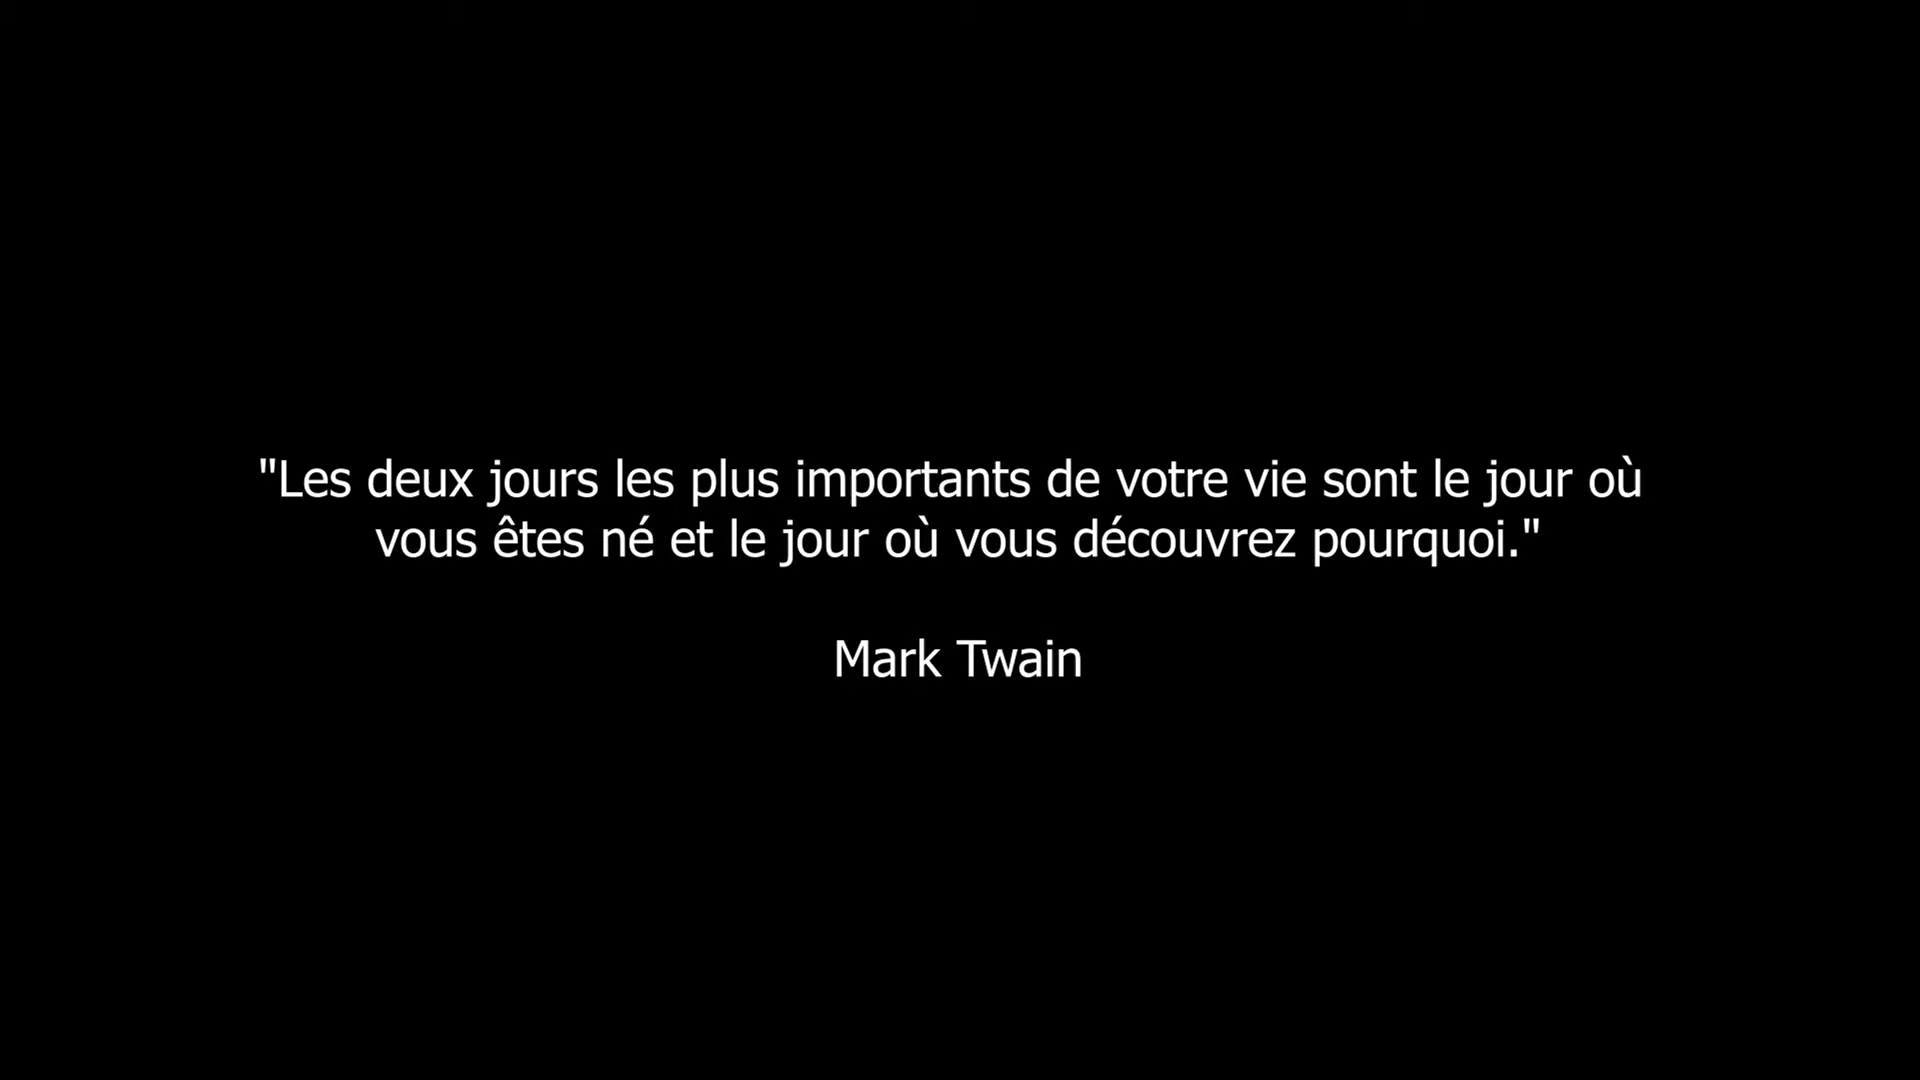 "Les deux jours les plus importants de votre vie sont le jour où
vous êtes né et le jour où vous découvrez pourquoi."
Mark Twain